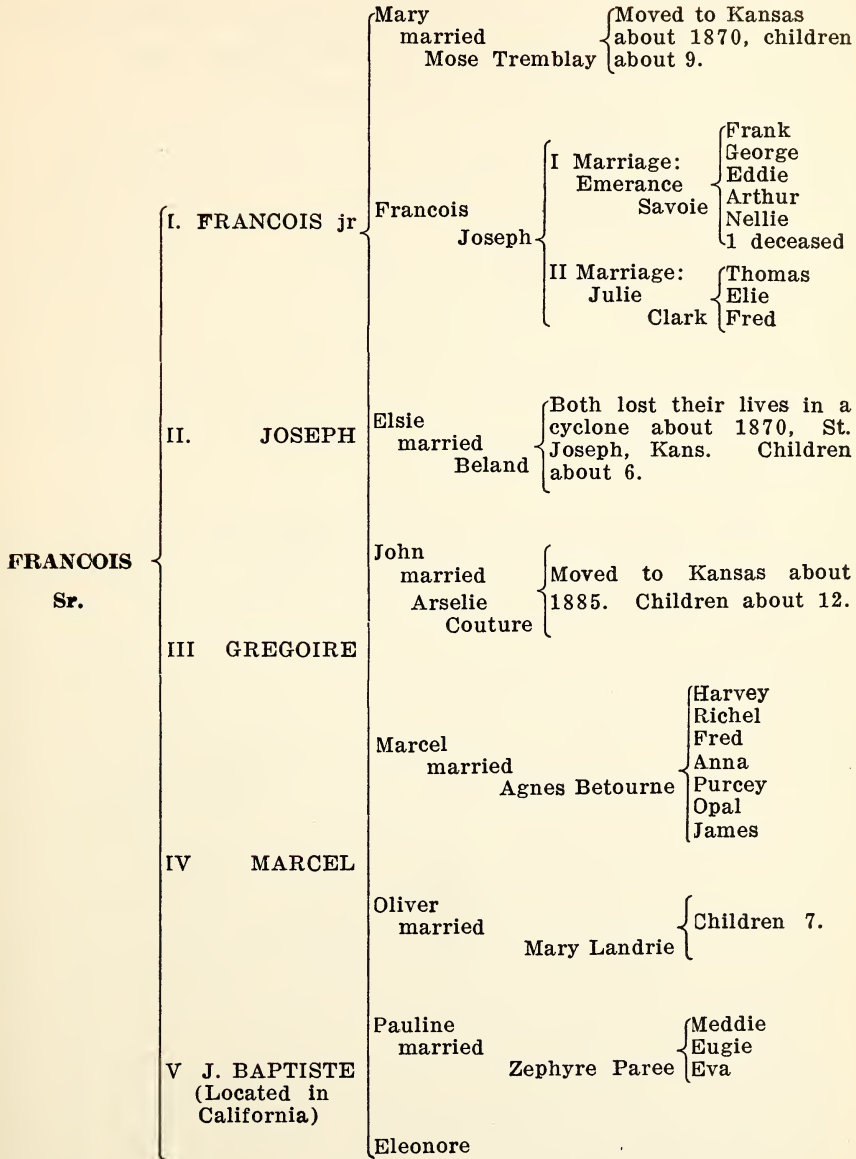 Mary
married
Mose Tremblay
Moved to Kansas
about 1870, children
about 9.
I. FRANCOIS jr
Francois
Joseph
I Marriage:
Emerance
Savoie
Frank
George
Eddie
Arthur
Nellie
1 deceased
II Marriage:
Julie
Clark
Thomas
Elie
Fred
II. JOSEPH
Elsie
married
Beland
Both lost their lives in a
cyclone about 1870, St.
Joseph, Kans. Children
about 6.
FRANCOIS
Sr.
John
married
Arselie
Couture
Moved to Kansas about
1885. Children about 12.
III GREGOIRE
Marcel
married
Agnes Betourne
Harvey
Richel
Fred
Anna
Purcey
Opal
James
IV MARCEL
Oliver
married
Mary Landrie
Children 7.
Pauline
married
Zephyre Paree
Meddie
Eugie
Eva
V J. BAPTISTE
(Located in
California)
Eleonore